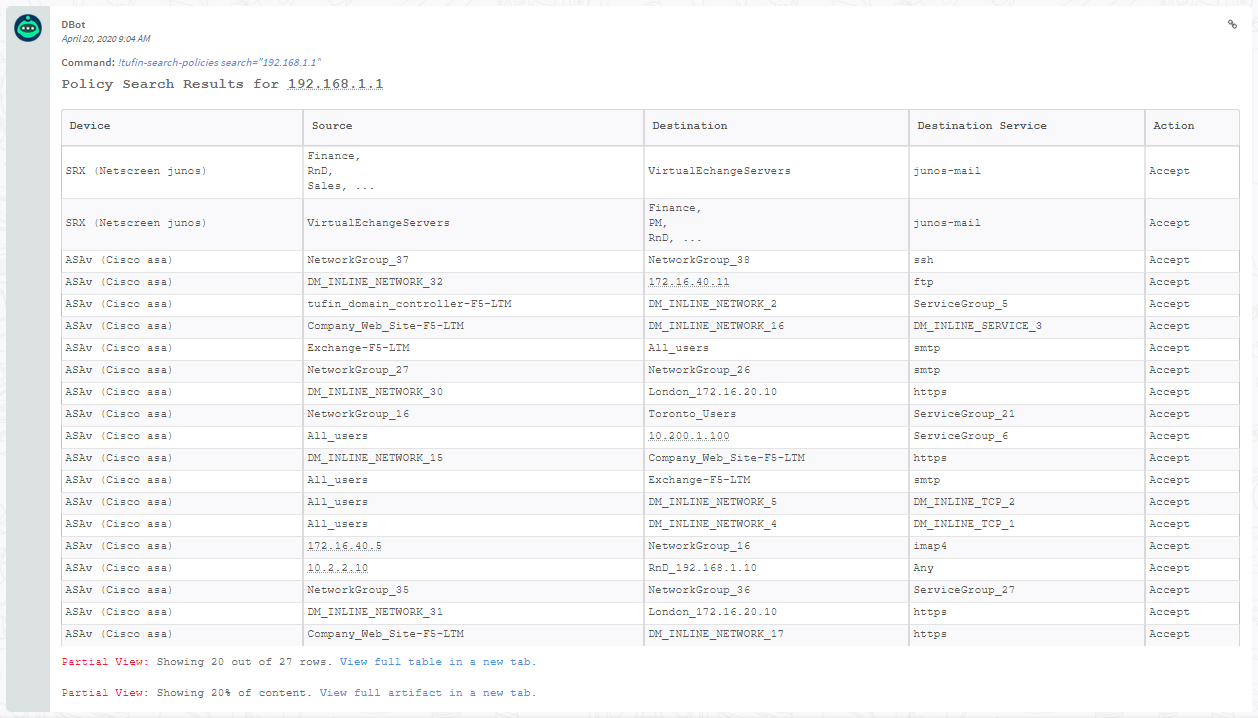 DBot
April 20, 2020 9:04 AM
Command: !tufin-search-policies search="192.168.1.1"
Policy Search Results for 192.168.1.1
Device Source Destination Destination Service Action
Finance,
RnD,
Sales, ...
SRX (Netscreen junos) VirtualEchangeServers junos-mail Accept
Finance,
PM,
RnD, ...
SRX (Netscreen junos) VirtualEchangeServers junos-mail Accept
ASAv (Cisco asa) NetworkGroup_37 NetworkGroup_38 ssh Accept
ASAv (Cisco asa) DM_INLINE_NETWORK_32 172.16.40.11 ftp Accept
ASAv (Cisco asa) tufin_domain_controller-F5-LTM DM_INLINE_NETWORK_2 ServiceGroup_5 Accept
ASAv (Cisco asa) Company_Web_Site-F5-LTM DM_INLINE_NETWORK_16 DM_INLINE_SERVICE_3 Accept
ASAv (Cisco asa) Exchange-F5-LTM All_users smtp Accept
ASAv (Cisco asa) NetworkGroup_27 NetworkGroup_26 smtp Accept
ASAv (Cisco asa) DM_INLINE_NETWORK_30 London_172.16.20.10 https Accept
ASAv (Cisco asa) NetworkGroup_16 Toronto_Users ServiceGroup_21 Accept
ASAv (Cisco asa) All_users 10.200.1.100 ServiceGroup_6 Accept
ASAv (Cisco asa) DM_INLINE_NETWORK_15 Company_Web_Site-F5-LTM https Accept
ASAv (Cisco asa) All_users Exchange-F5-LTM smtp Accept
ASAv (Cisco asa) All_users DM_INLINE_NETWORK_5 DM_INLINE_TCP_2 Accept
ASAv (Cisco asa) All_users DM_INLINE_NETWORK_4 DM_INLINE_TCP_1 Accept
ASAv (Cisco asa) 172.16.40.5 NetworkGroup_16 imap4 Accept
ASAv (Cisco asa) 10.2.2.10 RnD_192.168.1.10 Any Accept
ASAv (Cisco asa) NetworkGroup_35 NetworkGroup_36 ServiceGroup_27 Accept
ASAv (Cisco asa) DM_INLINE_NETWORK_31 London_172.16.20.10 https Accept
ASAv (Cisco asa) Company_Web_Site-F5-LTM DM_INLINE_NETWORK_17 https Accept
Partial View: Showing 20 out of 27 rows. View full table in a new tab.
Partial View: Showing 20% of content. View full artifact in a new tab.